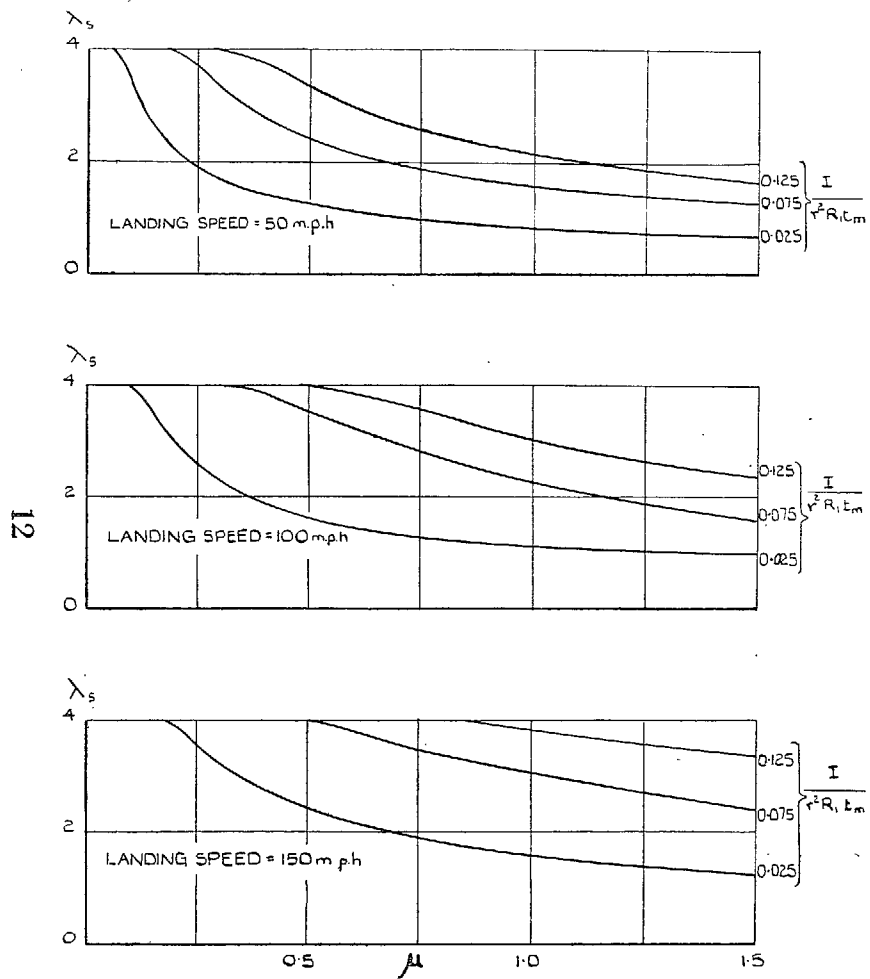 λs
4
2
0
LANDING SPEED = 50 m.p.h
0.125
0.075
0.025
I
r²R₁tm
λs
4
2
0
LANDING SPEED = 100 m.p.h
0.125
0.075
0.025
I
r²R₁tm
12
λs
4
2
0
LANDING SPEED = 150 m p.h
0.125
0.075
0.025
I
r²R₁tm
0.5
μ
1.0
1.5